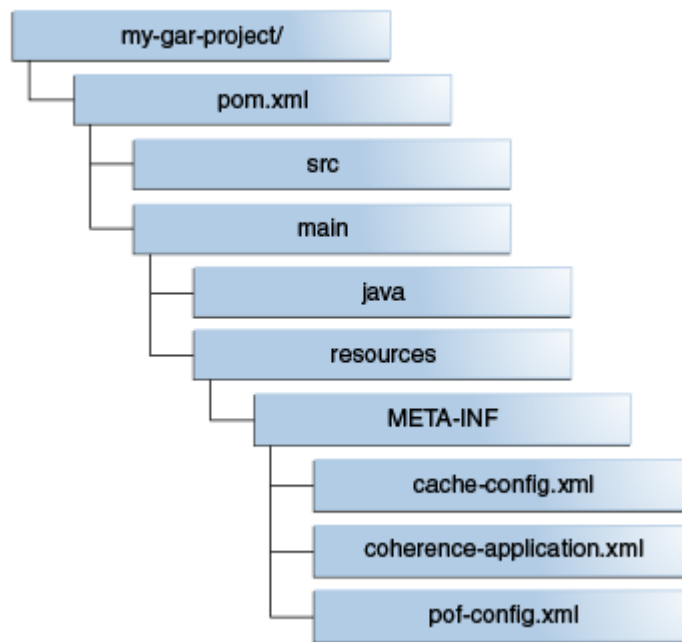 my-gar-project/
pom.xml
src
main
java
resources
META-INF
cache-config.xml
coherence-application.xml
pof-config.xml